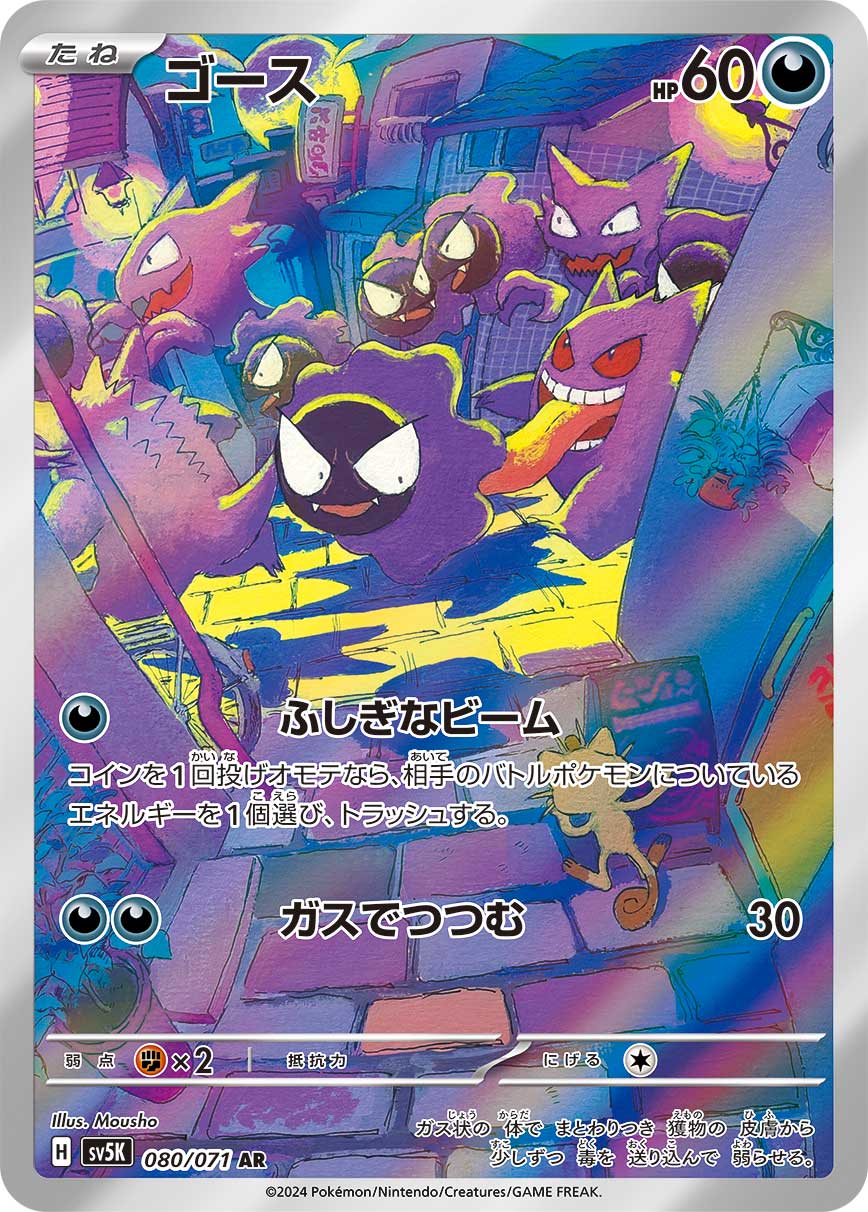 たね
ゴース
HP60
ふしぎなビーム
コインを1回投げオモテなら、相手のバトルポケモンについている
エネルギーを1個選び、トラッシュする。
ガスでつつむ 30
弱点 ×2 抵抗力 にげる
Illus. Mousho
ガス状の 体で まとわりつき 獲物の 皮膚から
少しずつ 毒を 送り込んで 弱らせる。
H sv5K 080/071 AR
©2024 Pokémon/Nintendo/Creatures/GAME FREAK.